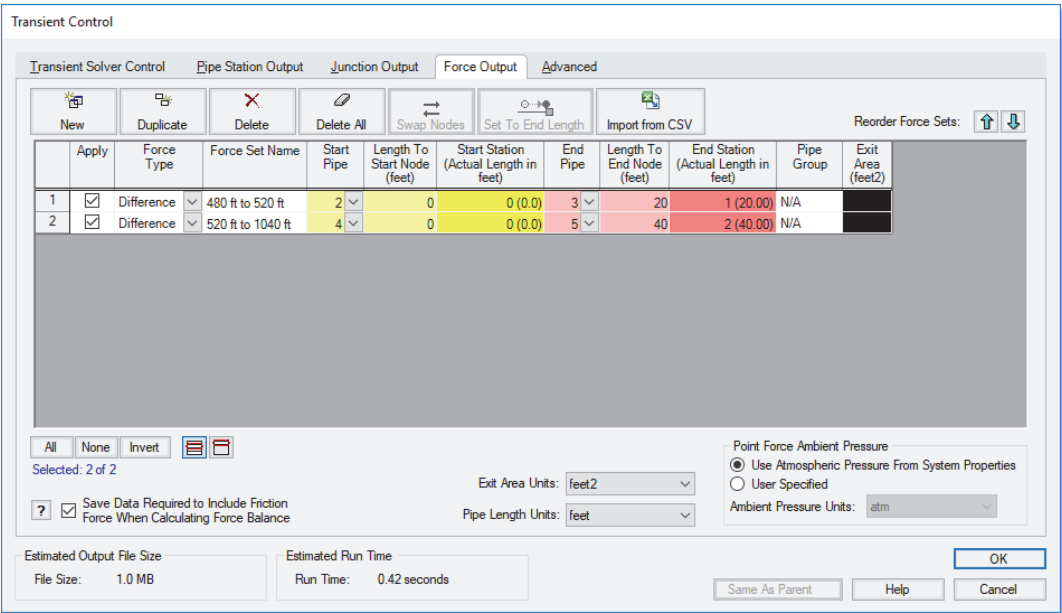 Transient Control
Transient Solver Control Pipe Station Output Junction Output Force Output Advanced
New Duplicate Delete Delete All Swap Nodes Set To End Length Import from CSV Reorder Force Sets:
Apply Force Type Force Set Name Start Pipe Length To Start Node (feet) Start Station (Actual Length in feet) End Pipe Length To End Node (feet) End Station (Actual Length in feet) Pipe Group Exit Area (feet2)
1 Difference 480 ft to 520 ft 2 0 0 (0.0) 3 20 1 (20.00) N/A
2 Difference 520 ft to 1040 ft 4 0 0 (0.0) 5 40 2 (40.00) N/A
All None Invert
Selected: 2 of 2
? Save Data Required to Include Friction
Force When Calculating Force Balance
Exit Area Units: feet2
Pipe Length Units: feet
Point Force Ambient Pressure
Use Atmospheric Pressure From System Properties
User Specified
Ambient Pressure Units: atm
Estimated Output File Size
File Size: 1.0 MB
Estimated Run Time
Run Time: 0.42 seconds
OK
Same As Parent Help Cancel